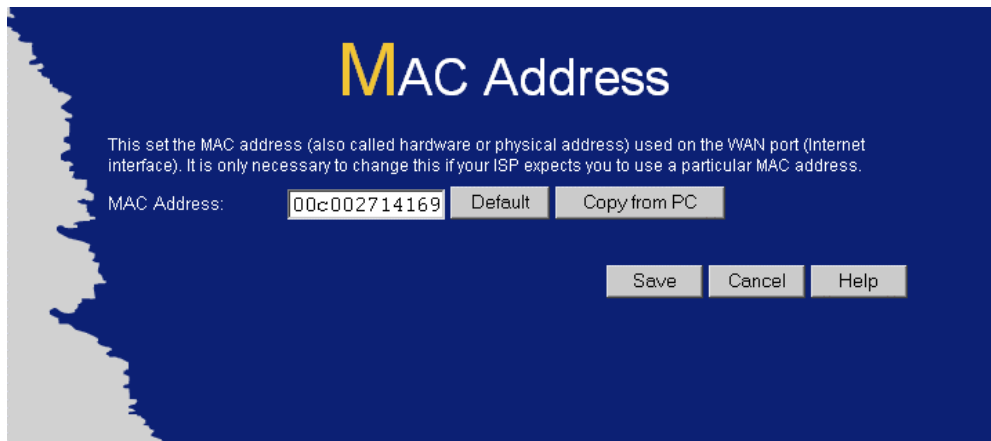 MAC Address
This set the MAC address (also called hardware or physical address) used on the WAN port (Internet
interface). It is only necessary to change this if your ISP expects you to use a particular MAC address.
MAC Address: 00c002714169 Default Copy from PC
Save Cancel Help